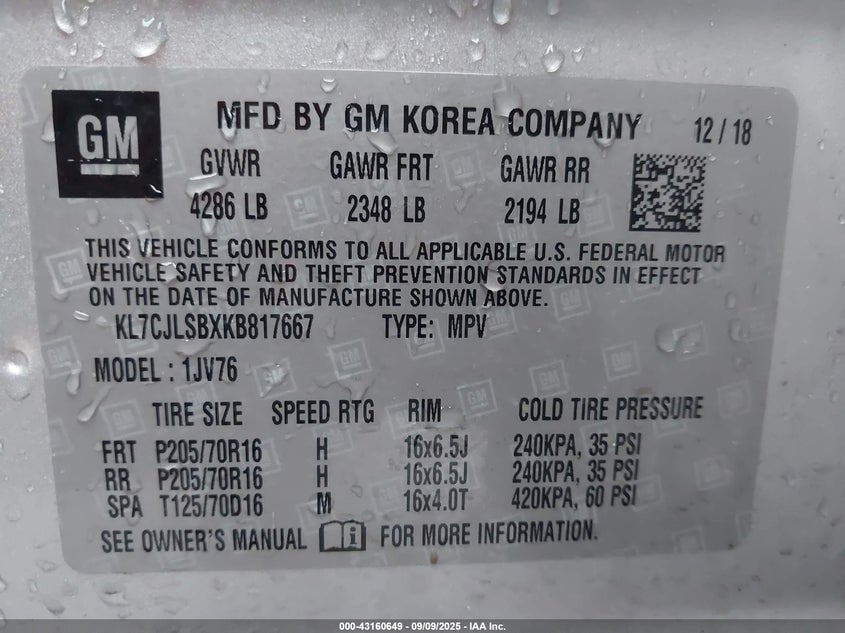 GM
MFD BY GM KOREA COMPANY 12 / 18
GVWR GAWR FRT GAWR RR
4286 LB 2348 LB 2194 LB
THIS VEHICLE CONFORMS TO ALL APPLICABLE U.S. FEDERAL MOTOR
VEHICLE SAFETY AND THEFT PREVENTION STANDARDS IN EFFECT
ON THE DATE OF MANUFACTURE SHOWN ABOVE.
KL7CJLSBXKB817667 TYPE: MPV
MODEL : 1JV76
TIRE SIZE SPEED RTG RIM COLD TIRE PRESSURE
FRT P205/70R16 H 16x6.5J 240KPA, 35 PSI
RR P205/70R16 H 16x6.5J 240KPA, 35 PSI
SPA T125/70D16 M 16x4.0T 420KPA, 60 PSI
SEE OWNER'S MANUAL FOR MORE INFORMATION.
000-43160649 - 09/09/2025 - IAA Inc.